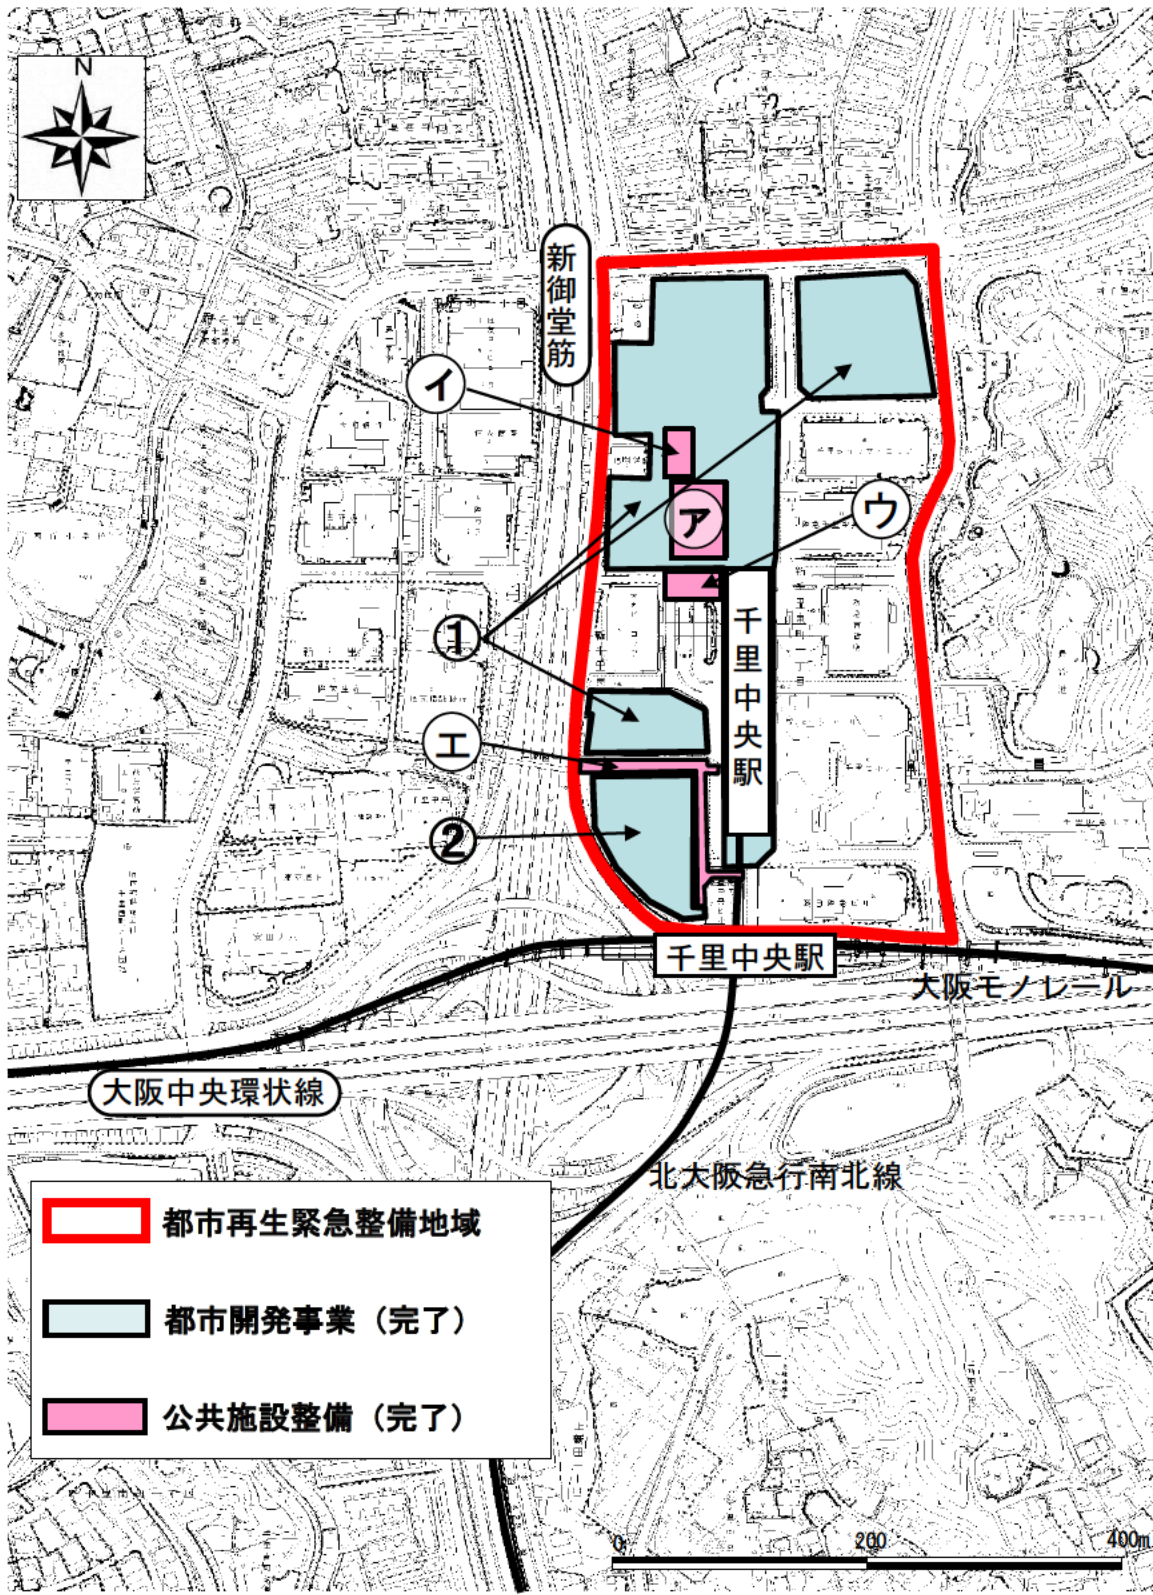 N
新御堂筋
イ
ア
ウ
①
千里中央駅
エ
②
千里中央駅
大阪モノレール
大阪中央環状線
北大阪急行南北線
都市再生緊急整備地域
都市開発事業（完了）
公共施設整備（完了）
0 200 400m